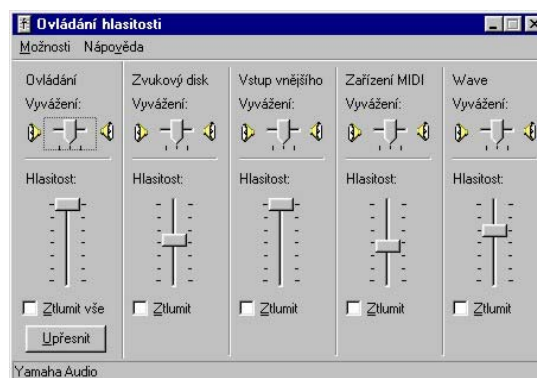 Ovládání hlasitosti
Možnosti Nápověda
Ovládání
Vyvážení:
Hlasitost:
Ztlumit vše
Upřesnit
Zvukový disk
Vyvážení:
Hlasitost:
Ztlumit
Vstup vnějšího
Vyvážení:
Hlasitost:
Ztlumit
Zařízení MIDI
Vyvážení:
Hlasitost:
Ztlumit
Wave
Vyvážení:
Hlasitost:
Ztlumit
Yamaha Audio